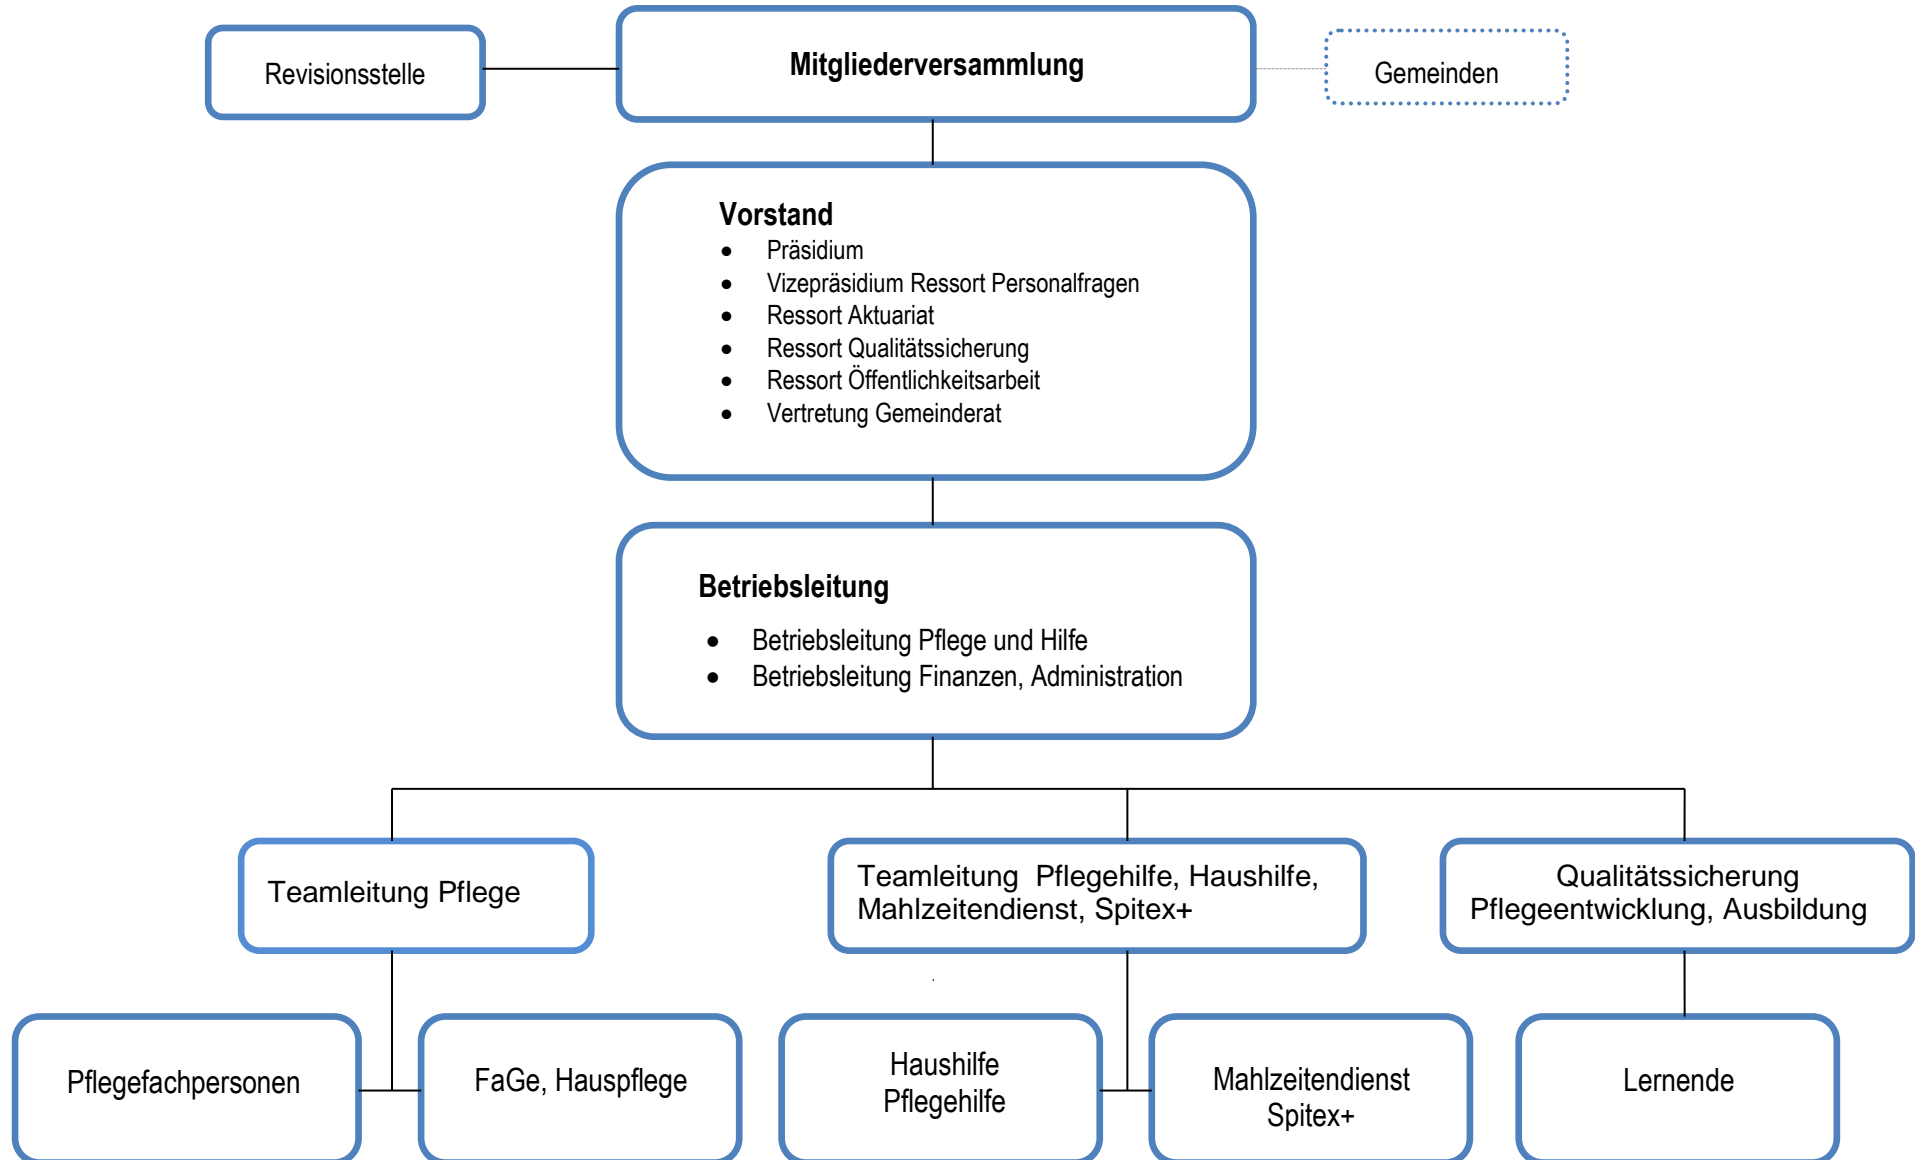 Revisionsstelle
Mitgliederversammlung
Gemeinden
Vorstand
• Präsidium
• Vizepräsidium Ressort Personalfragen
• Ressort Aktuariat
• Ressort Qualitätssicherung
• Ressort Öffentlichkeitsarbeit
• Vertretung Gemeinderat
Betriebsleitung
• Betriebsleitung Pflege und Hilfe
• Betriebsleitung Finanzen, Administration
Teamleitung Pflege
Teamleitung  Pflegehilfe, Haushilfe,
Mahlzeitendienst, Spitex+
Qualitätssicherung
Pflegeentwicklung, Ausbildung
Pflegefachpersonen
FaGe, Hauspflege
Haushilfe
Pflegehilfe
Mahlzeitendienst
Spitex+
Lernende